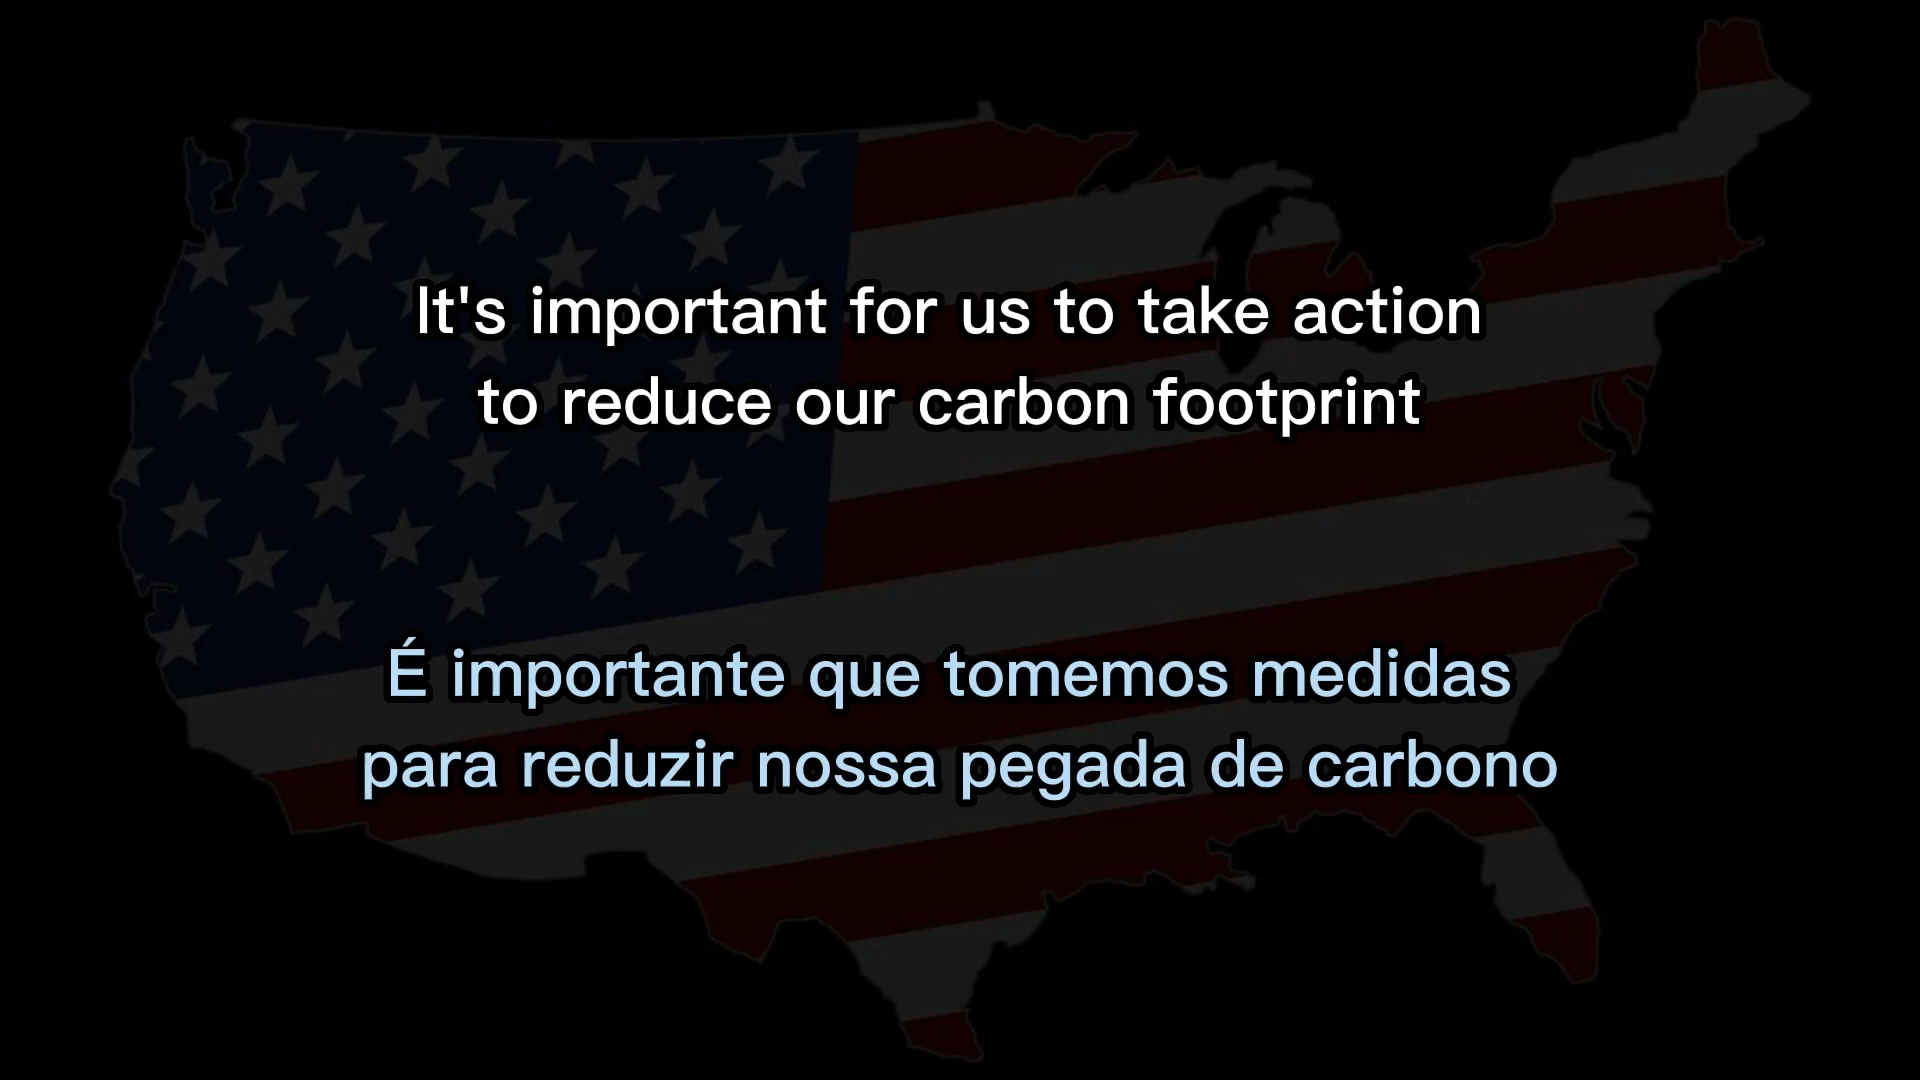 It's important for us to take action
to reduce our carbon footprint
É importante que tomemos medidas
para reduzir nossa pegada de carbono